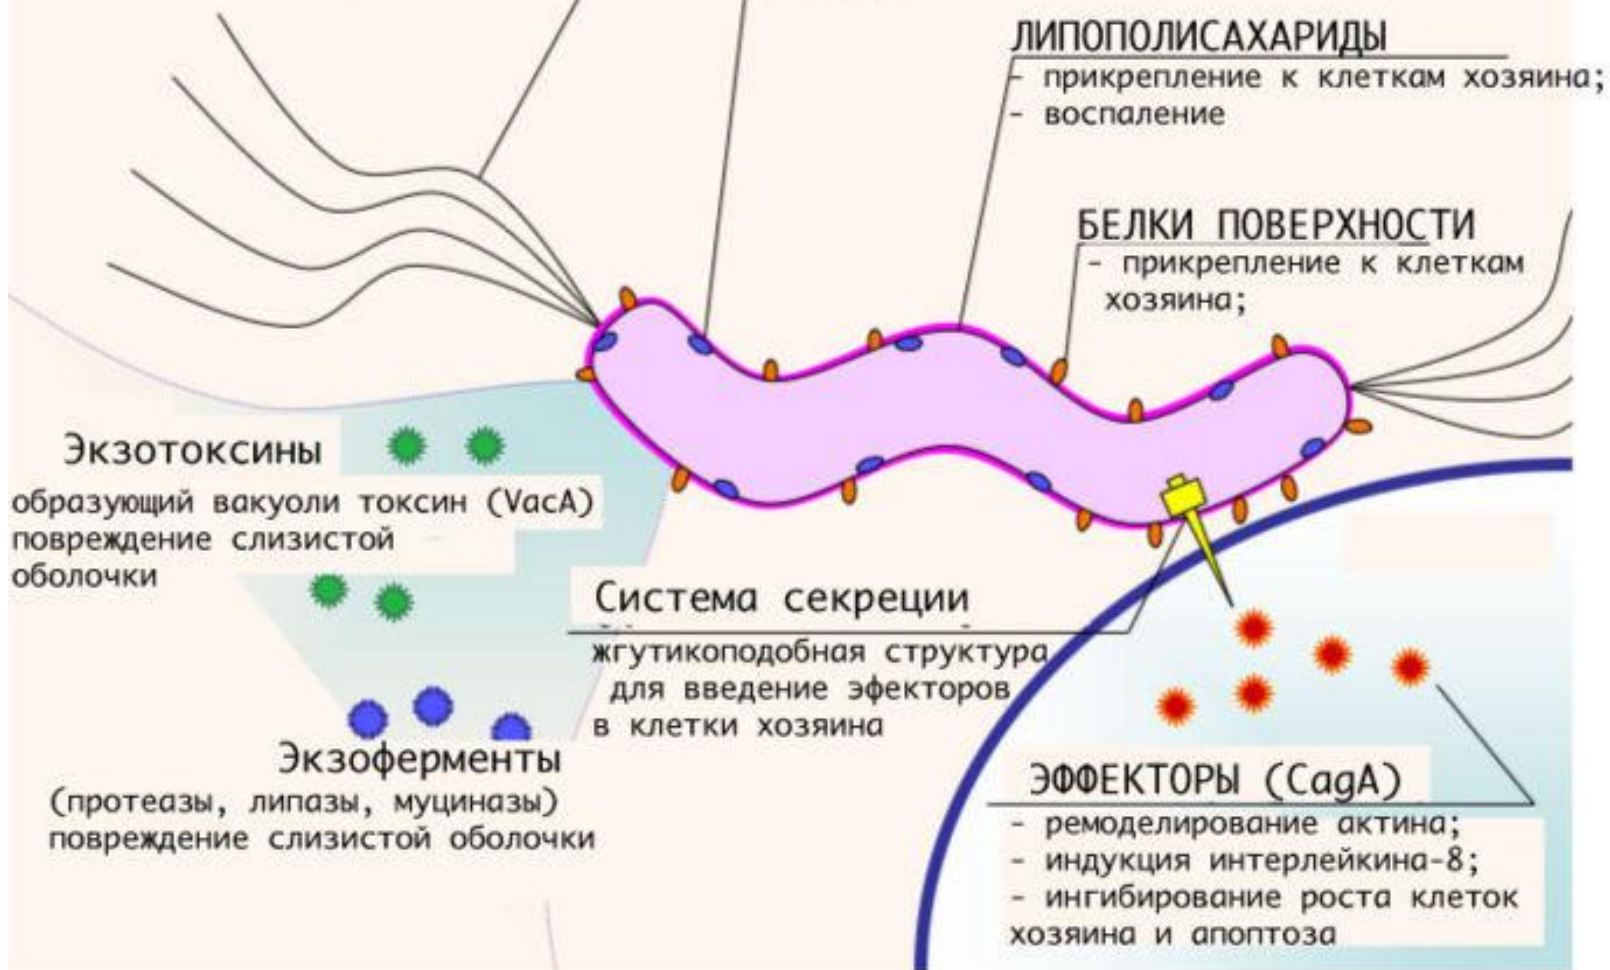 ЛИПОПОЛИСАХАРИДЫ
- прикрепление к клеткам хозяина;
- воспаление
БЕЛКИ ПОВЕРХНОСТИ
- прикрепление к клеткам
хозяина;
Экзотоксины
образующий вакуоли токсин (VacA)
повреждение слизистой
оболочки
Система секреции
жгутикоподобная структура
для введение эфекторов
в клетки хозяина
Экзоферменты
(протеазы, липазы, муциназы)
повреждение слизистой оболочки
ЭФФЕКТОРЫ (CagA)
- ремоделирование актина;
- индукция интерлейкина-8;
- ингибирование роста клеток
хозяина и апоптоза